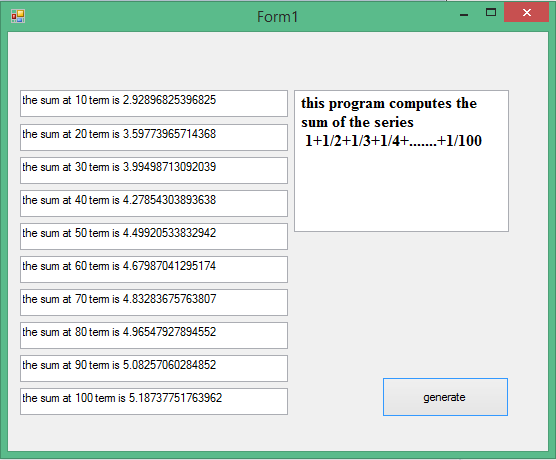 Form1
the sum at 10 term is 2.92896825396825
the sum at 20 term is 3.59773965714368
the sum at 30 term is 3.99498713092039
the sum at 40 term is 4.27854303893638
the sum at 50 term is 4.49920533832942
the sum at 60 term is 4.67987041295174
the sum at 70 term is 4.83283675763807
the sum at 80 term is 4.96547927894552
the sum at 90 term is 5.08257060284852
the sum at 100 term is 5.18737751763962
this program computes the
sum of the series
1+1/2+1/3+1/4+.......+1/100
generate